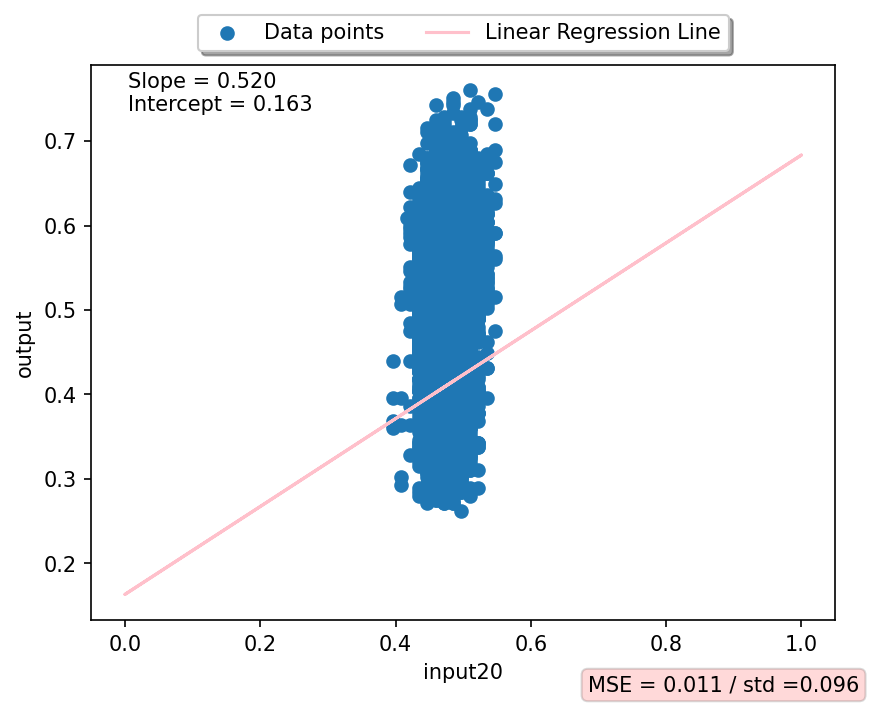 Data points
Linear Regression Line
Slope = 0.520
Intercept = 0.163
0.7
0.6
0.5
0.4
0.3
0.2
output
0.0 0.2 0.4 0.6 0.8 1.0
input20
MSE = 0.011 / std =0.096